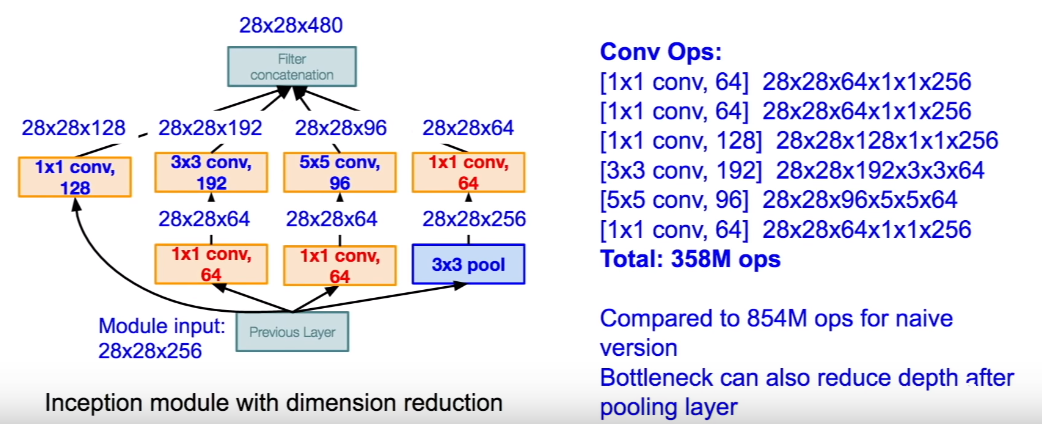 28x28x480
Filter
concatenation
28x28x128
28x28x192
28x28x96
28x28x64
1x1 conv,
128
3x3 conv,
192
5x5 conv,
96
1x1 conv,
64
28x28x64
28x28x64
28x28x256
1x1 conv,
64
1x1 conv,
64
3x3 pool
Module input:
28x28x256
Previous Layer
Inception module with dimension reduction
Conv Ops:
[1x1 conv, 64] 28x28x64x1x1x256
[1x1 conv, 64] 28x28x64x1x1x256
[1x1 conv, 128] 28x28x128x1x1x256
[3x3 conv, 192] 28x28x192x3x3x64
[5x5 conv, 96] 28x28x96x5x5x64
[1x1 conv, 64] 28x28x64x1x1x256
Total: 358M ops
Compared to 854M ops for naive
version
Bottleneck can also reduce depth after
pooling layer